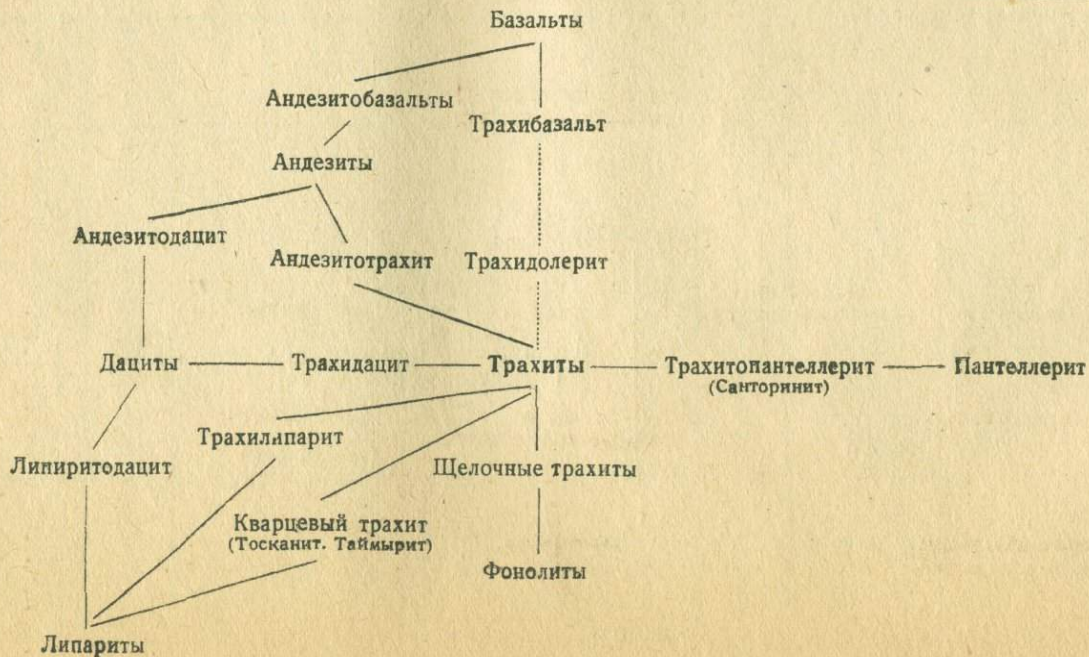 Базальты
Андезитобазальты
Трахибазальт
Андезиты
Андезитодацит
Андезитотрахит
Трахидолерит
Дациты
Трахидацит
Трахиты
Трахитопантеллерит
(Санторинит)
Пантеллерит
Трахилипарит
Липиритодацит
Щелочные трахиты
Кварцевый трахит
(Тосканит. Таймырит)
Фонолиты
Липариты